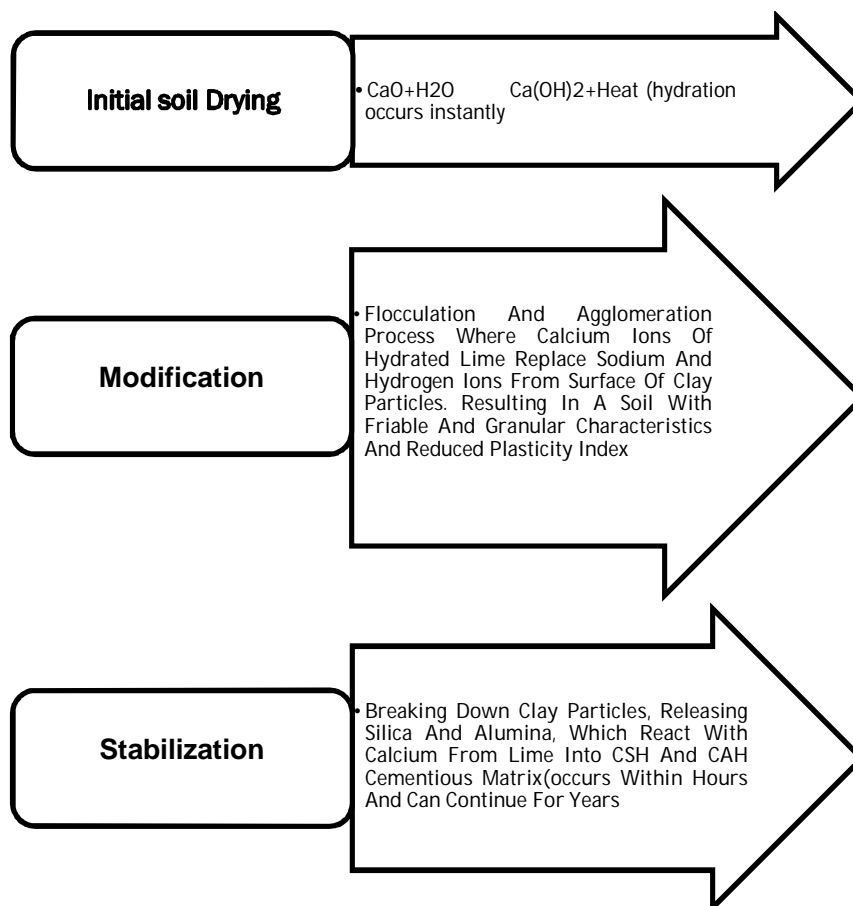 Initial soil Drying
• CaO+H2O Ca(OH)2+Heat (hydration
occurs instantly
Modification
• Flocculation And Agglomeration
Process Where Calcium Ions Of
Hydrated Lime Replace Sodium And
Hydrogen Ions From Surface Of Clay
Particles. Resulting In A Soil With
Friable And Granular Characteristics
And Reduced Plasticity Index
Stabilization
• Breaking Down Clay Particles, Releasing
Silica And Alumina, Which React With
Calcium From Lime Into CSH And CAH
Cementious Matrix(occurs Within Hours
And Can Continue For Years